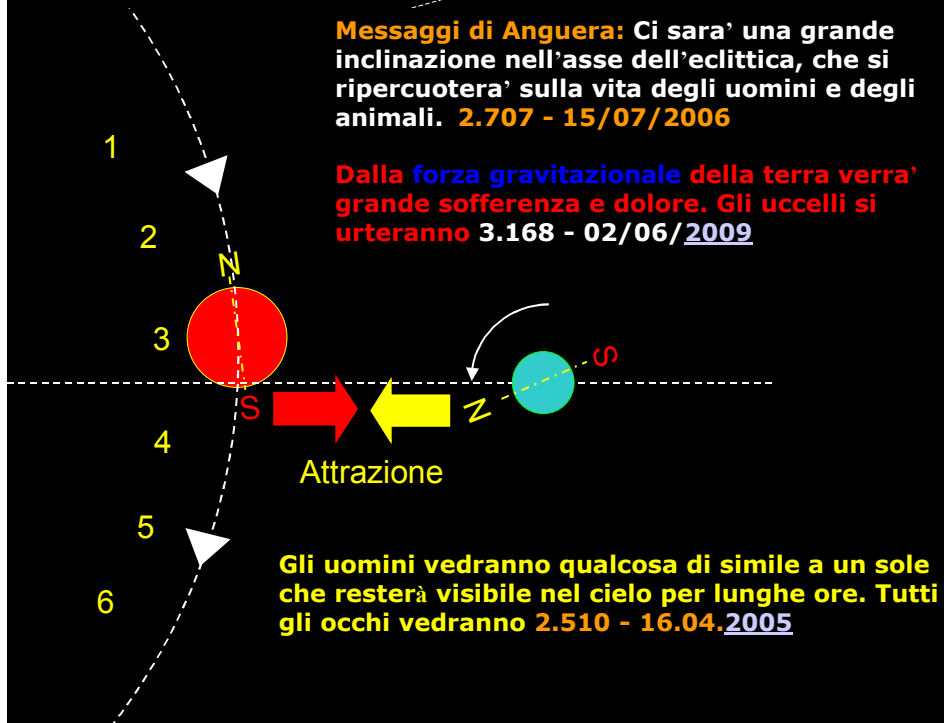 Messaggi di Anguera: Ci sara’ una grande
inclinazione nell’asse dell’eclittica, che si
ripercuotera’ sulla vita degli uomini e degli
animali. 2.707 - 15/07/2006
Dalla forza gravitazionale della terra verra’
grande sofferenza e dolore. Gli uccelli si
urteranno 3.168 - 02/06/2009
1
2
N
3
S
S
N
4
Attrazione
5
6
Gli uomini vedranno qualcosa di simile a un sole
che resterà visibile nel cielo per lunghe ore. Tutti
gli occhi vedranno 2.510 - 16.04.2005